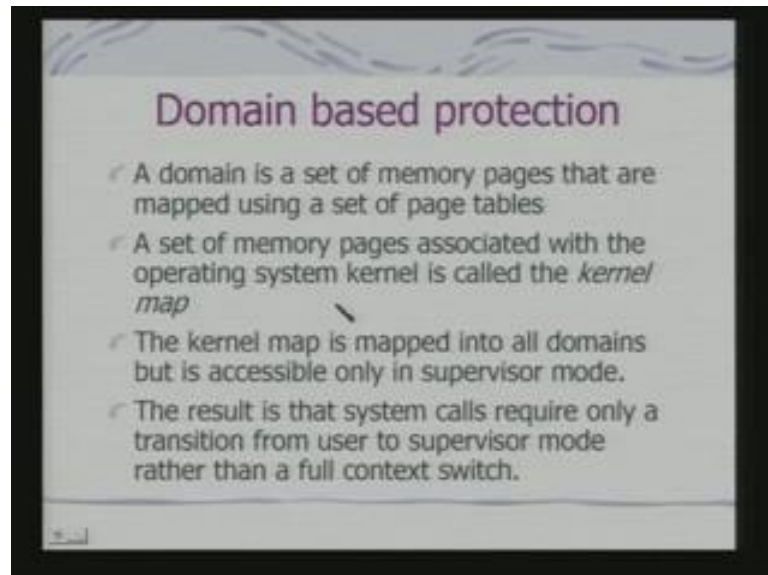 Domain based protection
A domain is a set of memory pages that are
mapped using a set of page tables
A set of memory pages associated with the
operating system kernel is called the kernel
map
The kernel map is mapped into all domains
but is accessible only in supervisor mode.
The result is that system calls require only a
transition from user to supervisor mode
rather than a full context switch.